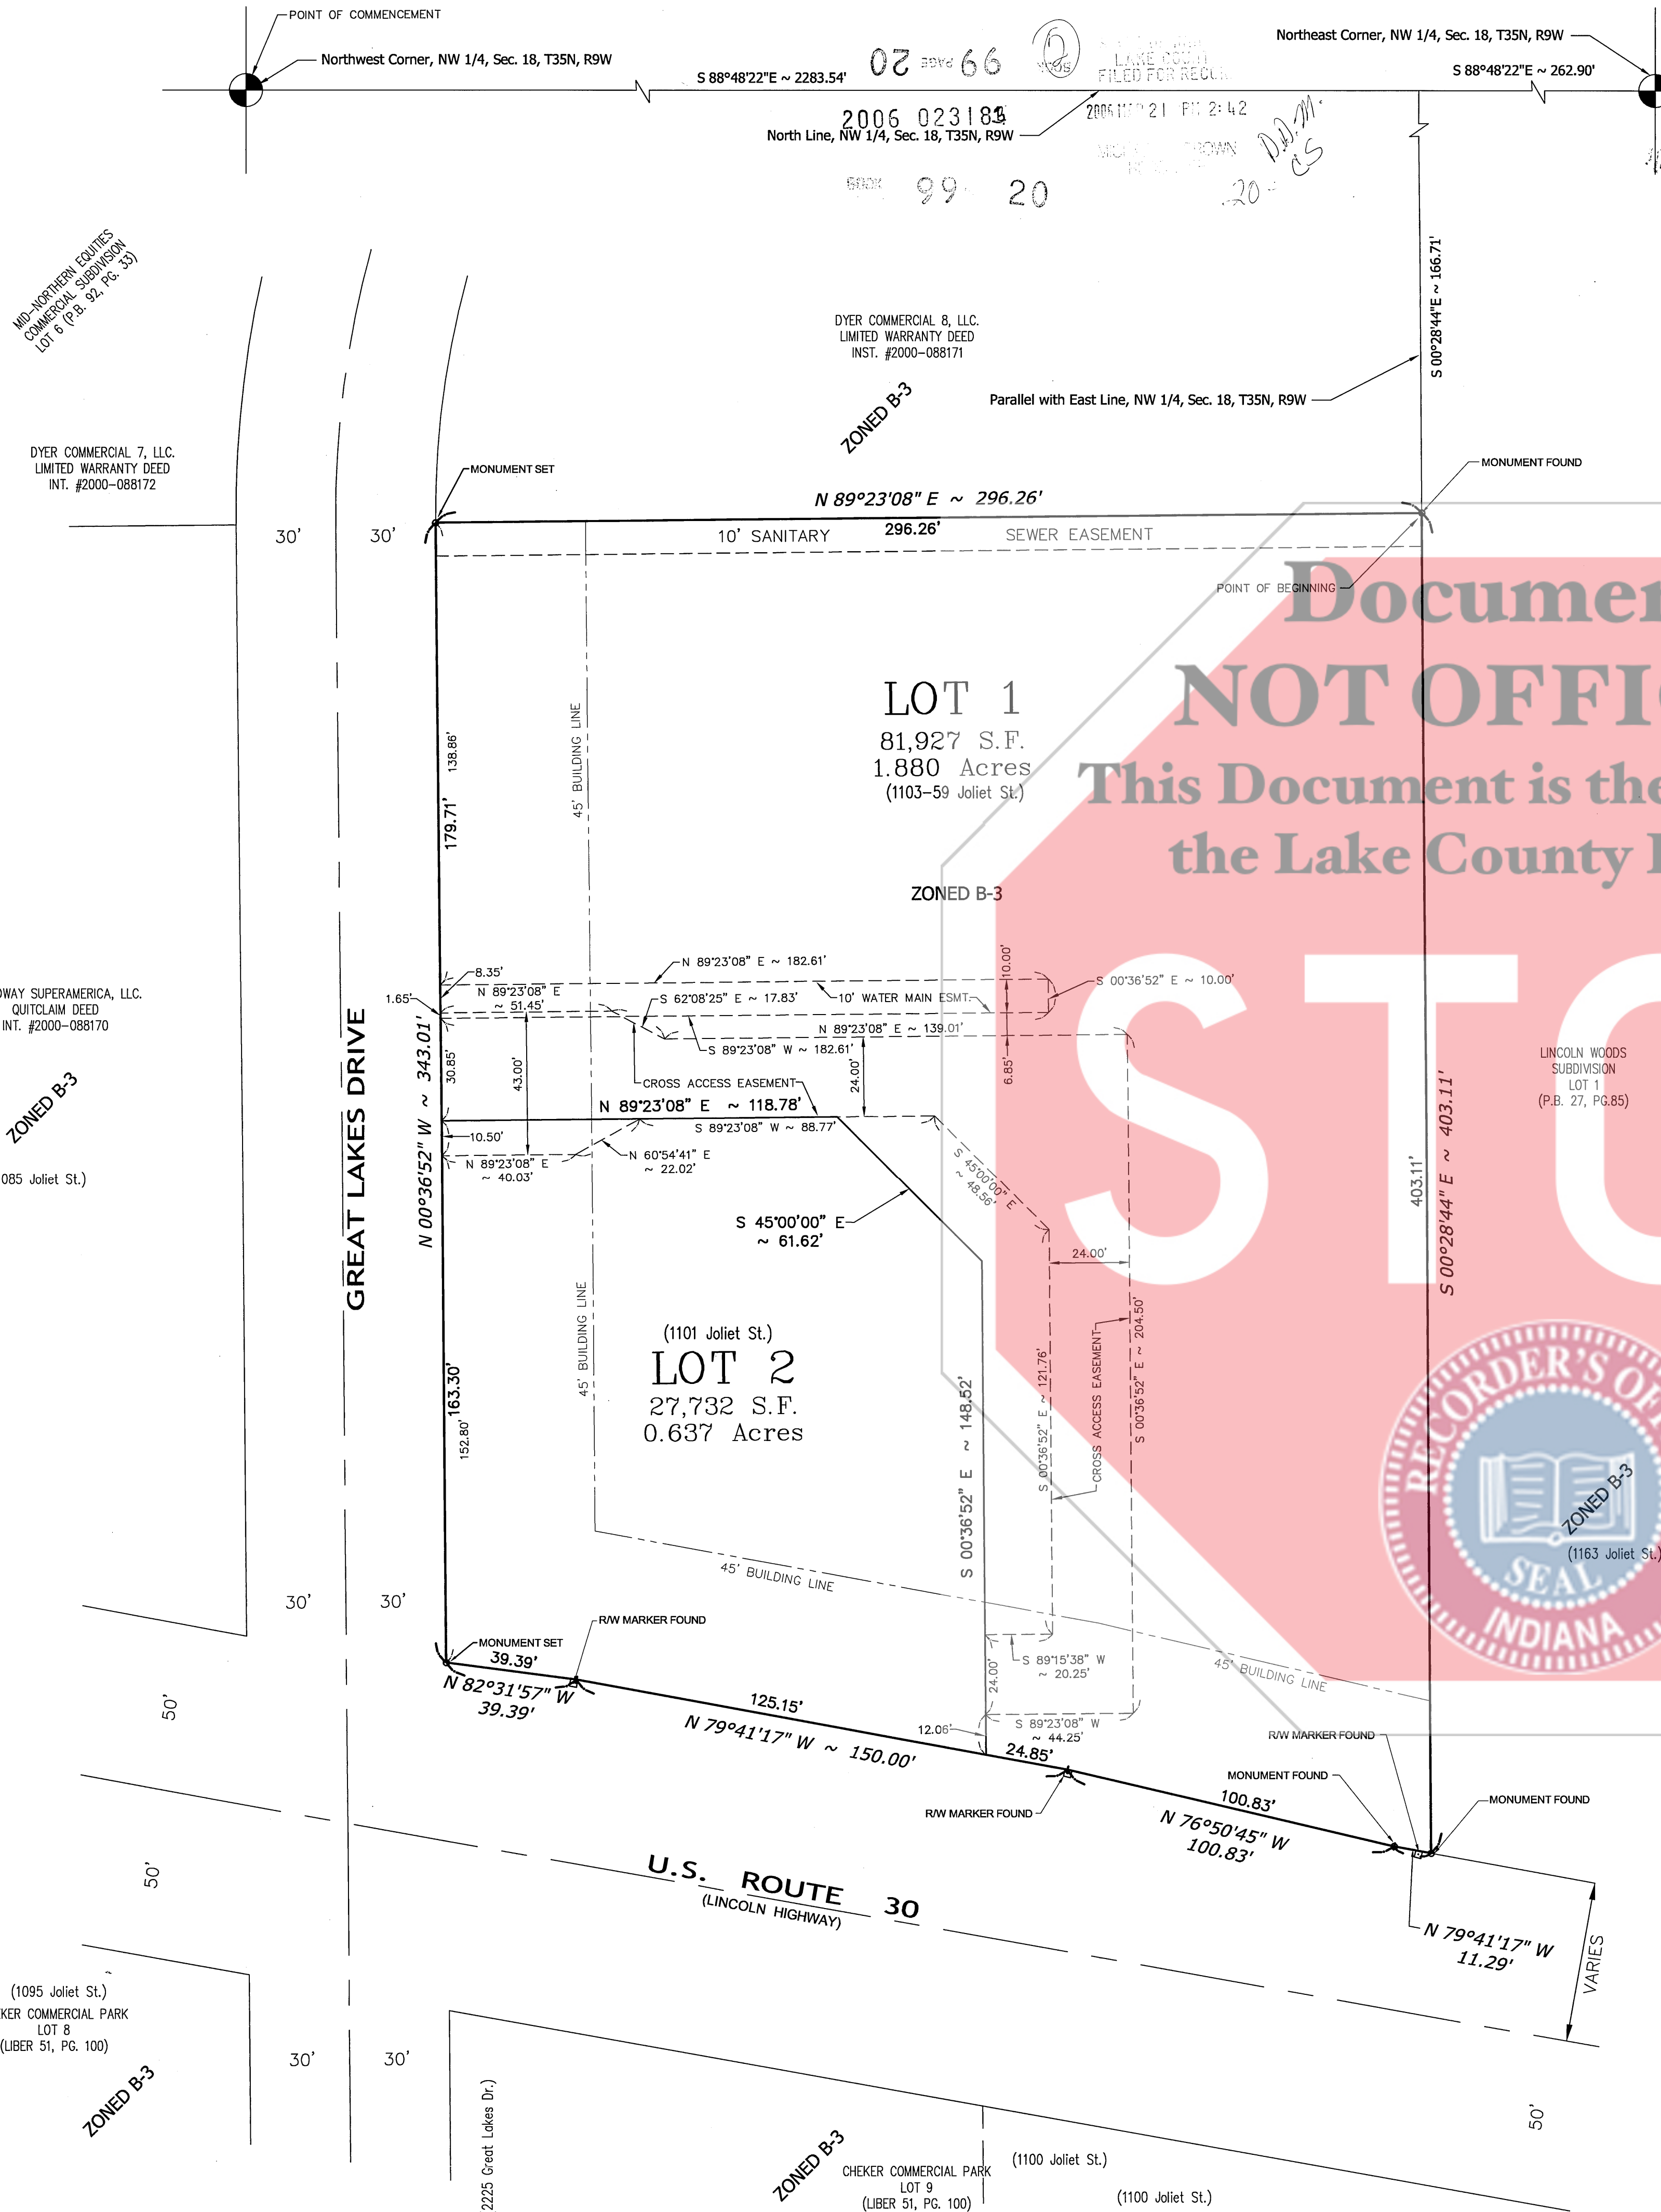 POINT OF COMMENCEMENT
Northwest Corner, NW 1/4, Sec. 18, T35N, R9W
S 88°48'22"E ~ 2283.54'
BOOK 99 PAGE 20
LAKE COUNTY
FILED FOR RECORD
Northeast Corner, NW 1/4, Sec. 18, T35N, R9W
S 88°48'22"E ~ 262.90'
2006 02318
2006 21 PM 2:42
North Line, NW 1/4, Sec. 18, T35N, R9W
BROWN
D.W.M.
CS
BOOK 99 20
20-
MID-NORTHERN EQUITIES
COMMERCIAL SUBDIVISION
LOT 6 (P.B. 92, PG. 33)
S 00°28'44"E ~ 166.71'
DYER COMMERCIAL 8, LLC.
LIMITED WARRANTY DEED
INST. #2000-088171
ZONED B-3
Parallel with East Line, NW 1/4, Sec. 18, T35N, R9W
DYER COMMERCIAL 7, LLC.
LIMITED WARRANTY DEED
INT. #2000-088172
MONUMENT SET
MONUMENT FOUND
N 89°23'08" E ~ 296.26'
30'
30'
10' SANITARY
296.26'
SEWER EASEMENT
POINT OF BEGINNING
Documen
NOT OFFIC
This Document is the
the Lake County
STO
LOT 1
81,927 S.F.
1.880 Acres
(1103-59 Joliet St.)
138.86'
179.71'
45' BUILDING LINE
ZONED B-3
8.35'
1.65'
N 89°23'08" E
~ 51.45'
N 89°23'08" E ~ 182.61'
10.00'
S 00°36'52" E ~ 10.00'
S 62°08'25" E ~ 17.83'
10' WATER MAIN ESMT.
N 89°23'08" E ~ 139.01'
S 89°23'08" W ~ 182.61'
30.85'
43.00'
24.00'
6.85'
CROSS ACCESS EASEMENT
N 89°23'08" E ~ 118.78'
S 89°23'08" W ~ 88.77'
10.50'
N 89°23'08" E
~ 40.03'
N 60°54'41" E
~ 22.02'
WAY SUPERAMERICA, LLC.
QUITCLAIM DEED
INT. #2000-088170
ZONED B-3
085 Joliet St.)
GREAT LAKES DRIVE
N 00°36'52" W ~ 343.01'
LINCOLN WOODS
SUBDIVISION
LOT 1
(P.B. 27, PG.85)
403.11'
S 00°28'44" E ~ 403.11'
S 45°00'00" E
~ 48.56'
S 45°00'00" E
~ 61.62'
24.00'
(1101 Joliet St.)
LOT 2
27,732 S.F.
0.637 Acres
45' BUILDING LINE
163.30'
152.80'
S 00°36'52" E ~ 148.52'
S 00°36'52" E ~ 121.76'
CROSS ACCESS EASEMENT
S 00°36'52" E ~ 204.50'
RECORDER'S OF
SEAL
INDIANA
ZONED B-3
(1163 Joliet St.)
45' BUILDING LINE
30'
30'
R/W MARKER FOUND
MONUMENT SET
39.39'
N 82°31'57" W
39.39'
125.15'
N 79°41'17" W ~ 150.00'
24.00'
S 89°15'38" W
~ 20.25'
45' BUILDING LINE
12.06'
S 89°23'08" W
~ 44.25'
24.85'
R/W MARKER FOUND
MONUMENT FOUND
MONUMENT FOUND
R/W MARKER FOUND
100.83'
N 76°50'45" W
100.83'
50'
50'
U.S. ROUTE 30
(LINCOLN HIGHWAY)
N 79°41'17" W
11.29'
VARIES
(1095 Joliet St.)
KER COMMERCIAL PARK
LOT 8
(LIBER 51, PG. 100)
ZONED B-3
30'
30'
2225 Great Lakes Dr.)
ZONED B-3
CHEKER COMMERCIAL PARK
LOT 9
(LIBER 51, PG. 100)
(1100 Joliet St.)
(1100 Joliet St.)
50'